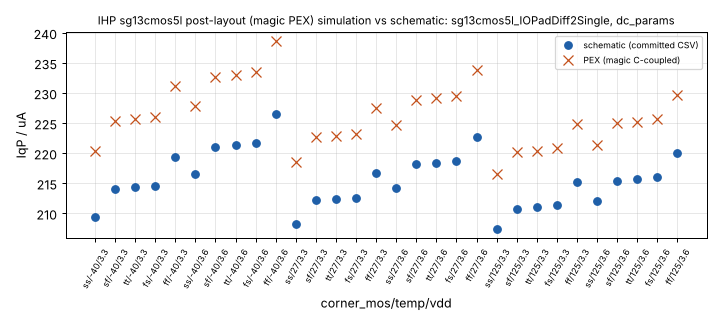 IHP sg13cmos5l post-layout (magic PEX) simulation vs schematic: sg13cmos5l_IOPadDiff2Single, dc_params
schematic (committed CSV)
PEX (magic C-coupled)
IqP / uA
240
235
230
225
220
215
210
ss/-40/3.3
sf/-40/3.3
tt/-40/3.3
fs/-40/3.3
ff/-40/3.3
ss/-40/3.6
sf/-40/3.6
tt/-40/3.6
fs/-40/3.6
ff/-40/3.6
ss/27/3.3
sf/27/3.3
tt/27/3.3
fs/27/3.3
ff/27/3.3
ss/27/3.6
sf/27/3.6
tt/27/3.6
fs/27/3.6
ff/27/3.6
ss/125/3.3
sf/125/3.3
tt/125/3.3
fs/125/3.3
ff/125/3.3
ss/125/3.6
sf/125/3.6
tt/125/3.6
fs/125/3.6
ff/125/3.6
corner_mos/temp/vdd